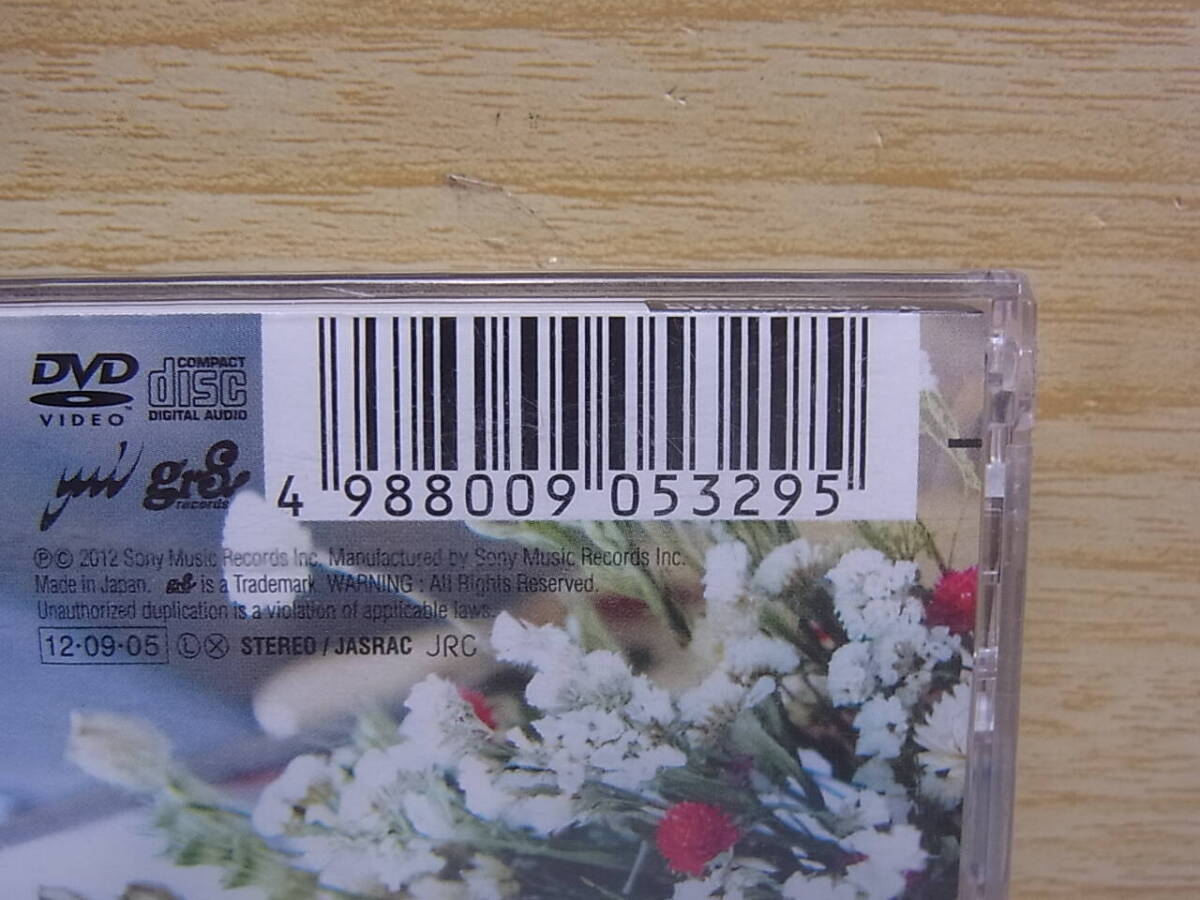 DVD
VIDEO™
COMPACT
disc
DIGITAL AUDIO
yui
gr8!
records
4 988009 053295
℗© 2012 Sony Music Records Inc. Manufactured by Sony Music Records Inc.
Made in Japan. gr8! is a Trademark. WARNING : All Rights Reserved.
Unauthorized duplication is a violation of applicable laws.
12·09·05 Ⓛⓧ STEREO / JASRAC JRC